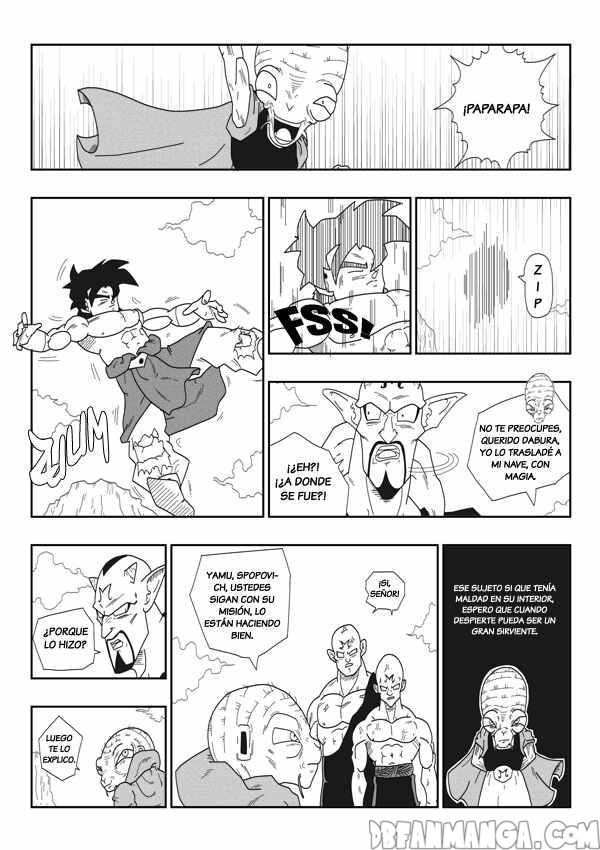 ¡PAPARAPA!
FSS!
ZIP
ZUUM
¡¿EH?!
¡¿A DONDE
SE FUE?!
NO TE PREOCUPES,
QUERIDO DABURA,
YO LO TRASLADÉ A
MI NAVE, CON
MAGIA.
¿PORQUE
LO HIZO?
LUEGO
TE LO
EXPLICO.
YAMU, SPOPOVI-
CH, USTEDES
SIGAN CON SU
MISIÓN, LO
ESTÁN HACIENDO
BIEN.
¡SI,
SEÑOR!
ESE SUJETO SI QUE TENÍA
MALDAD EN SU INTERIOR,
ESPERO QUE CUANDO
DESPIERTE PUEDA SER UN
GRAN SIRVIENTE.
DBFANMANGA.COM